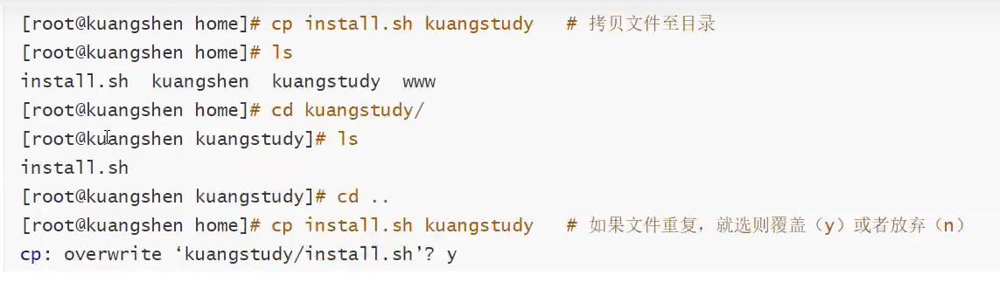 [root@kuangshen home]# cp install.sh kuangstudy   # 拷贝文件至目录
[root@kuangshen home]# ls
install.sh  kuangshen  kuangstudy  www
[root@kuangshen home]# cd kuangstudy/
[root@kuangshen kuangstudy]# ls
install.sh
[root@kuangshen kuangstudy]# cd ..
[root@kuangshen home]# cp install.sh kuangstudy   # 如果文件重复，就选则覆盖（y）或者放弃（n）
cp: overwrite ‘kuangstudy/install.sh’? y